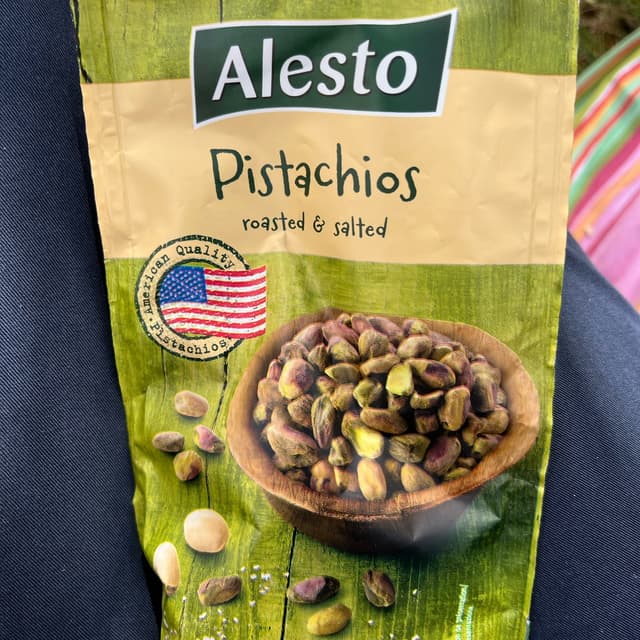 Alesto
Pistachios
roasted & salted
American Quality
Pistachios